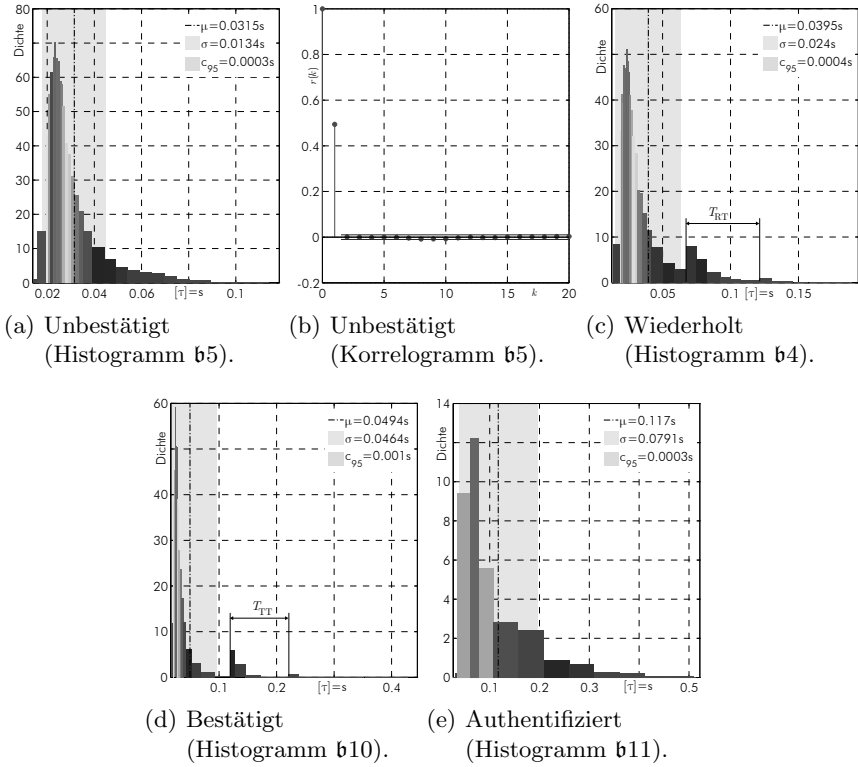 80
70
60
50
40
30
20
10
0
Dichte
μ=0.0315s
σ=0.0134s
c95=0.0003s
0.02 0.04 0.06 0.1
[τ]=s
1
0.8
0.6
0.4
0.2
0
-0.2
r(k)
0 5 10 15 k 20
60
50
40
30
20
10
0
Dichte
μ=0.0395s
σ=0.024s
c95=0.0004s
TRT
0.05 0.1 [τ]=s 0.15
(a) Unbestätigt
(Histogramm 𝔟5).
(b) Unbestätigt
(Korrelogramm 𝔟5).
(c) Wiederholt
(Histogramm 𝔟4).
60
50
40
30
20
10
0
Dichte
μ=0.0494s
σ=0.0464s
c95=0.001s
TTT
0.1 0.2 [τ]=s 0.4
14
12
10
8
6
4
2
0
Dichte
μ=0.117s
σ=0.0791s
c95=0.0003s
0.1 0.2 0.3 [τ]=s 0.5
(d) Bestätigt
(Histogramm 𝔟10).
(e) Authentifiziert
(Histogramm 𝔟11).